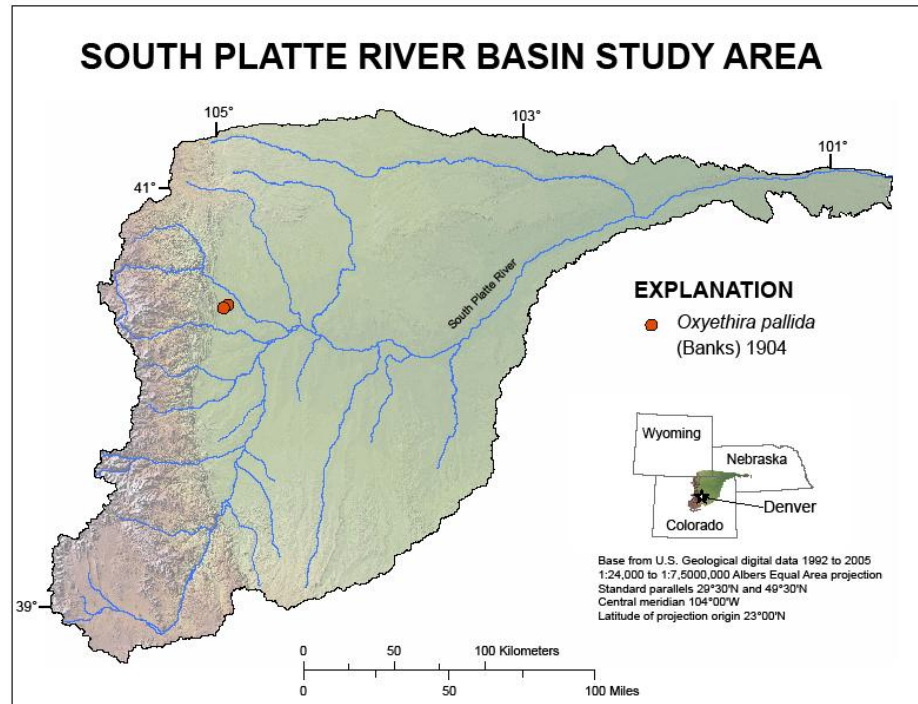 SOUTH PLATTE RIVER BASIN STUDY AREA
105°
103°
101°
41°
South Platte River
EXPLANATION
Oxyethira pallida
(Banks) 1904
Wyoming
Nebraska
Denver
Colorado
Base from U.S. Geological digital data 1992 to 2005
1:24,000 to 1:7,5000,000 Albers Equal Area projection
Standard parallels 29°30'N and 49°30'N
Central meridian 104°00'W
Latitude of projection origin 23°00'N
39°
0 50 100 Kilometers
0 50 100 Miles